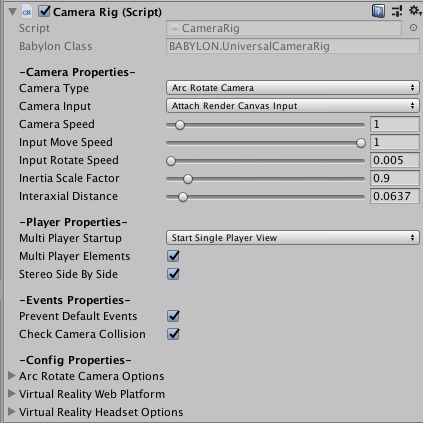 Camera Rig (Script)
Script CameraRig
Babylon Class BABYLON.UniversalCameraRig
-Camera Properties-
Camera Type Arc Rotate Camera
Camera Input Attach Render Canvas Input
Camera Speed 1
Input Move Speed 1
Input Rotate Speed 0.005
Inertia Scale Factor 0.9
Interaxial Distance 0.0637
-Player Properties-
Multi Player Startup Start Single Player View
Multi Player Elements
Stereo Side By Side
-Events Properties-
Prevent Default Events
Check Camera Collision
-Config Properties-
Arc Rotate Camera Options
Virtual Reality Web Platform
Virtual Reality Headset Options